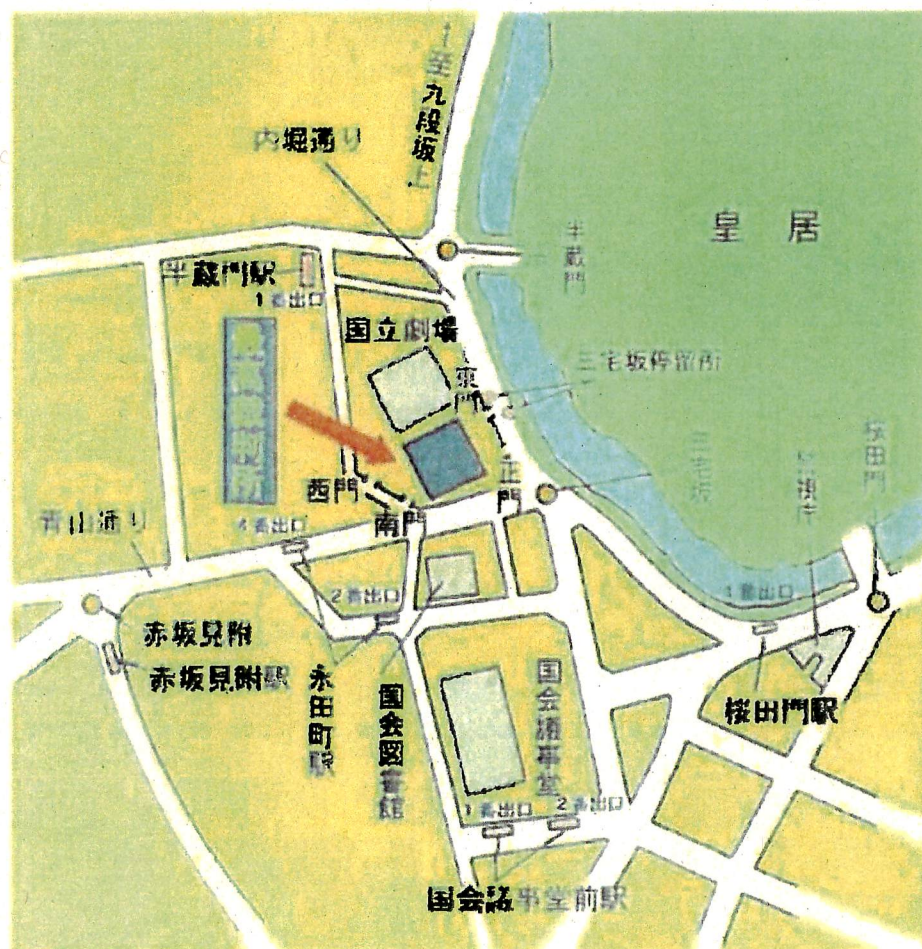 至九段坂上
内堀通り
皇居
半蔵門
半蔵門駅
1番出口
国立劇場
東門
三宅坂停留所
三宅坂
桜田門
正門
西門
南門
青山通り
4番出口
2番出口
1番出口
赤坂見附
赤坂見附駅
永田町駅
国会図書館
国会議事堂
桜田門駅
1番出口
2番出口
国会議事堂前駅